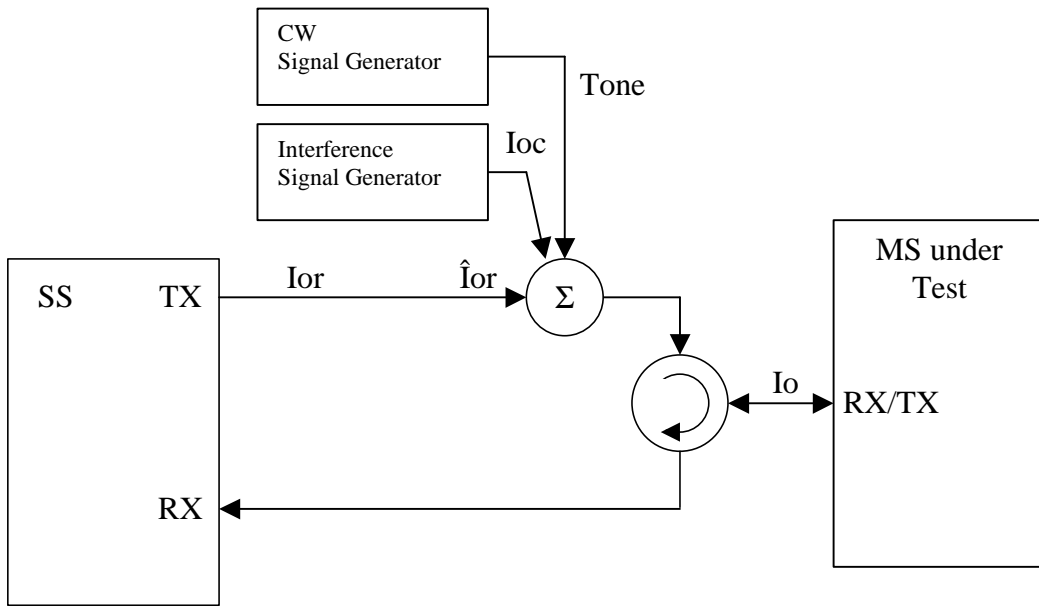 CW
Signal Generator
Tone
Interference
Signal Generator
Ioc
MS under
Test
SS
TX
Ior
Îor
Σ
Io
RX/TX
RX